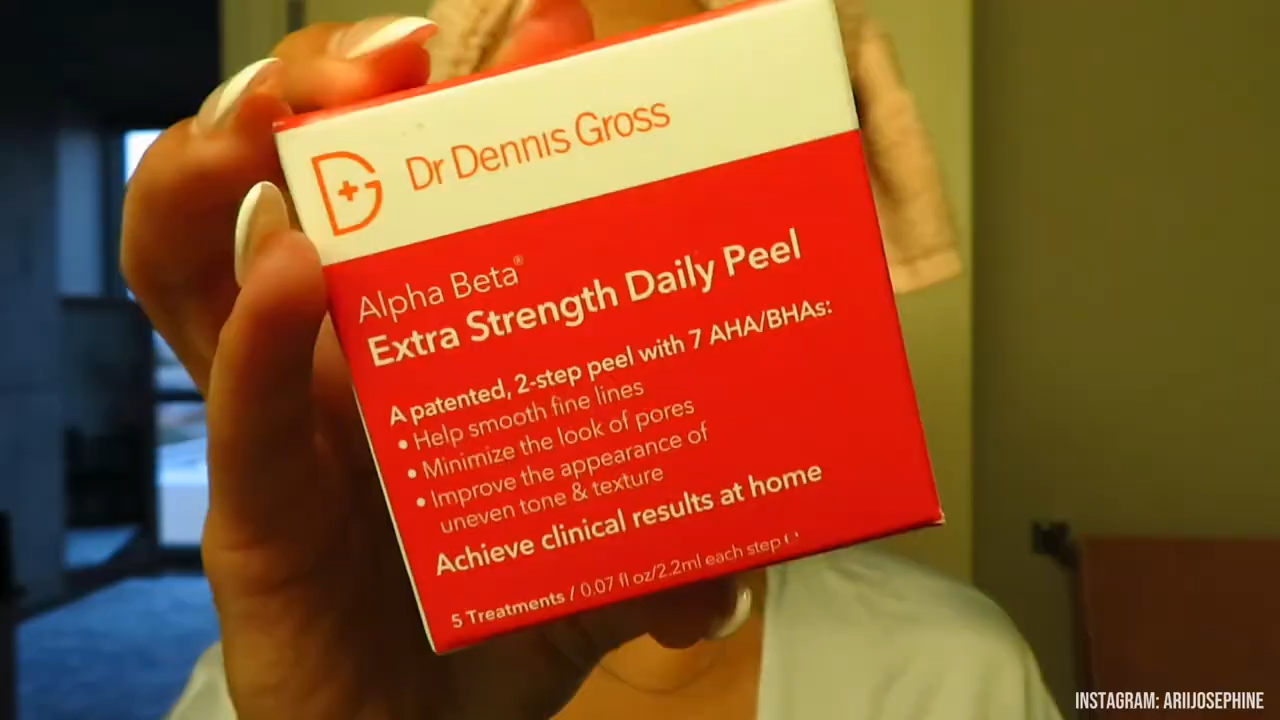 Dr Dennis Gross
Alpha Beta®
Extra Strength Daily Peel
A patented, 2-step peel with 7 AHA/BHAs:
• Help smooth fine lines
• Minimize the look of pores
• Improve the appearance of
uneven tone & texture
Achieve clinical results at home
5 Treatments / 0.07 fl oz/2.2ml each step
INSTAGRAM: ARIIJOSEPHINE